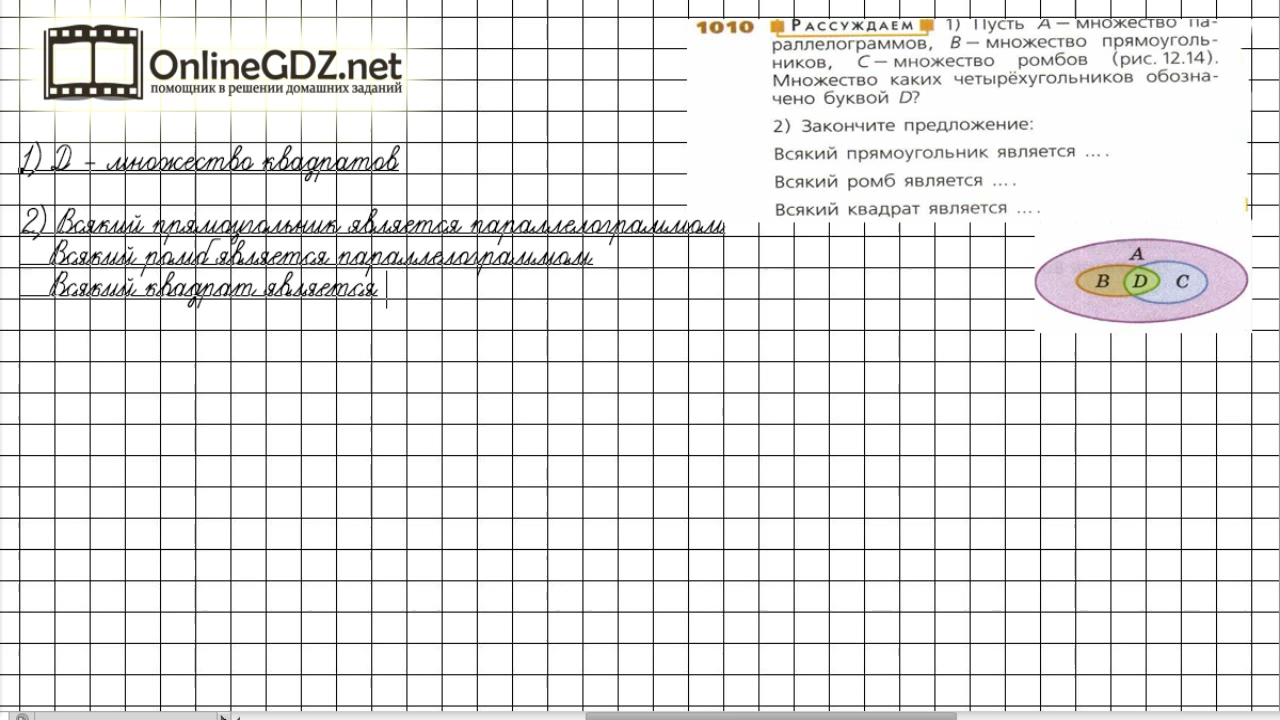 OnlineGDZ.net
помощник в решении домашних заданий
1) D - множество квадратов
2) Всякий прямоугольник является параллелограммом.
Всякий ромб является параллелограммом
Всякий квадрат является
1010 РАССУЖДАЕМ 1) Пусть A — множество па-
раллелограммов, B — множество прямоуголь-
ников, C — множество ромбов (рис. 12.14).
Множество каких четырёхугольников обозна-
чено буквой D?
2) Закончите предложение:
Всякий прямоугольник является ... .
Всякий ромб является ... .
Всякий квадрат является ... .
A
B D C